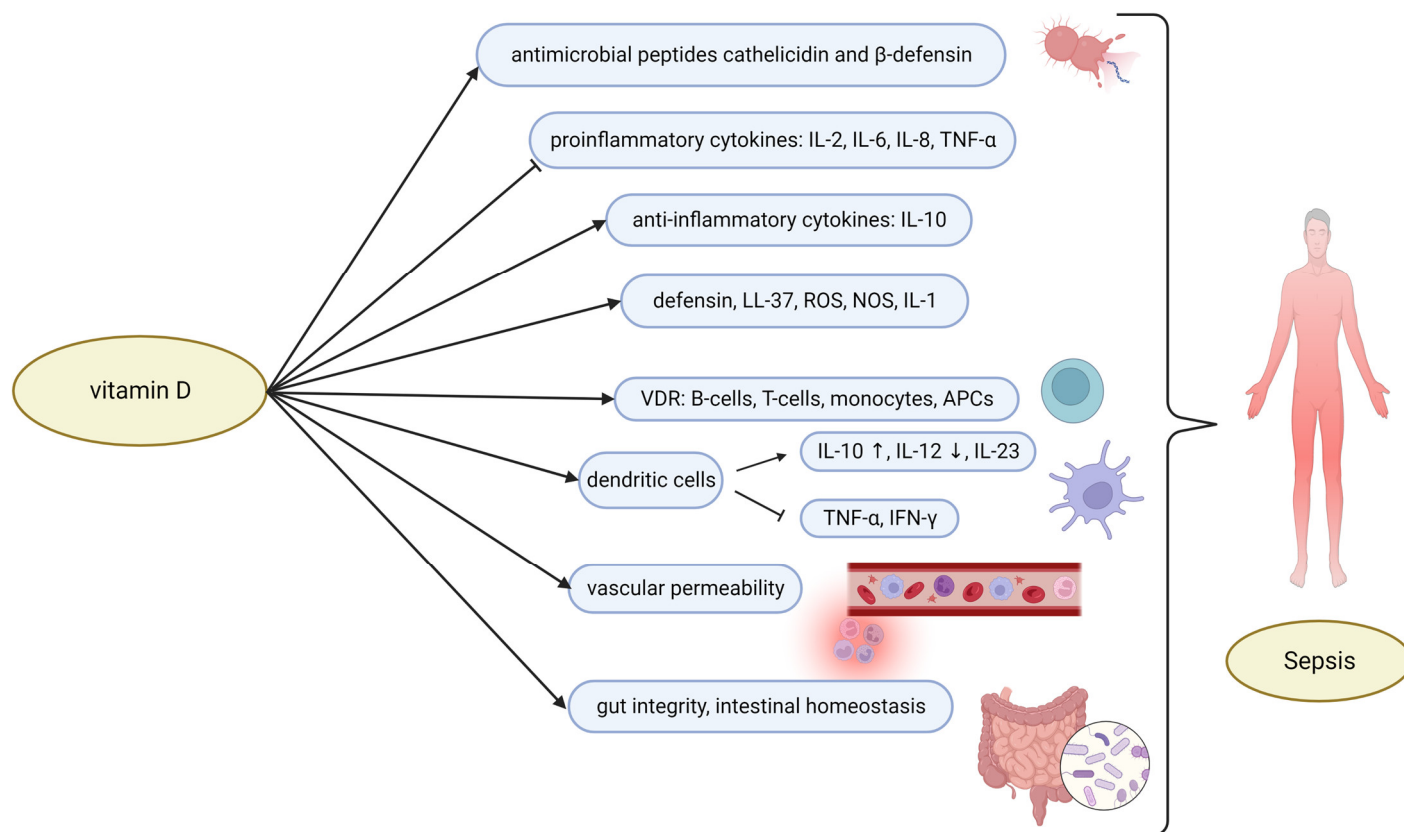 antimicrobial peptides cathelicidin and β-defensin
proinflammatory cytokines: IL-2, IL-6, IL-8, TNF-α
anti-inflammatory cytokines: IL-10
defensin, LL-37, ROS, NOS, IL-1
vitamin D
VDR: B-cells, T-cells, monocytes, APCs
IL-10 ↑, IL-12 ↓, IL-23
dendritic cells
TNF-α, IFN-γ
vascular permeability
gut integrity, intestinal homeostasis
Sepsis